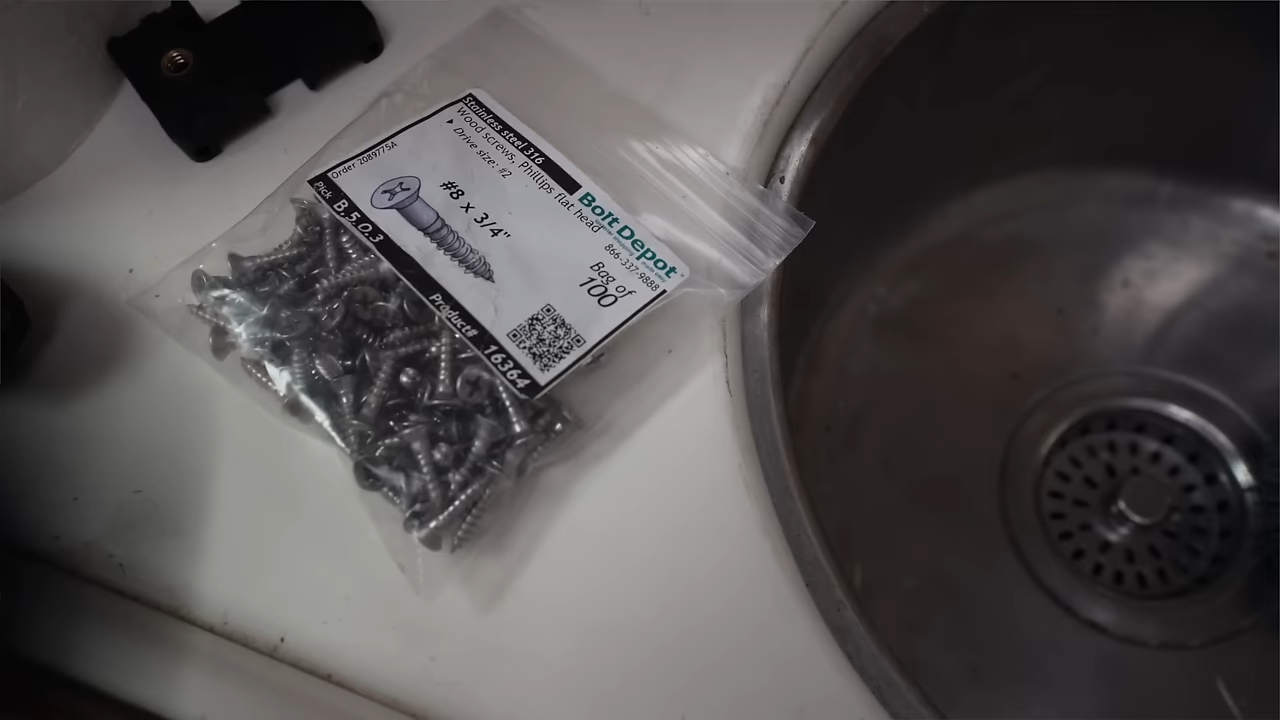 Stainless steel 316
Wood screws, Phillips flat head
▸ Drive size: #2
Order 2089775A
Pick B.5.0.3
#8 x 3/4"
Bolt Depot
866-337-9888
Bag of
100
Product# 16364